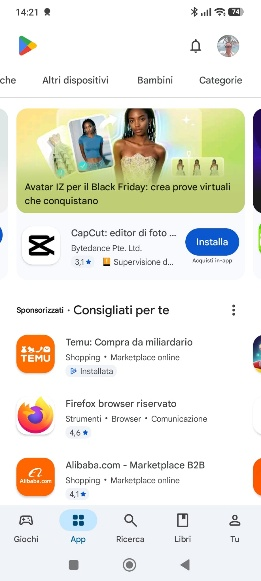 14:21
74
che
Altri dispositivi
Bambini
Categorie
Avatar IZ per il Black Friday: crea prove virtuali
che conquistano
CapCut: editor di foto ...
Bytedance Pte. Ltd.
3,1★
Supervisione d...
Installa
Acquisti in-app
Sponsorizzati • Consigliati per te
TEMU
Temu: Compra da miliardario
Shopping • Marketplace online
Installata
Firefox browser riservato
Strumenti • Browser • Comunicazione
4,6★
Alibaba.com
Alibaba.com - Marketplace B2B
Shopping • Marketplace online
4,1★
Giochi
App
Ricerca
Libri
Tu